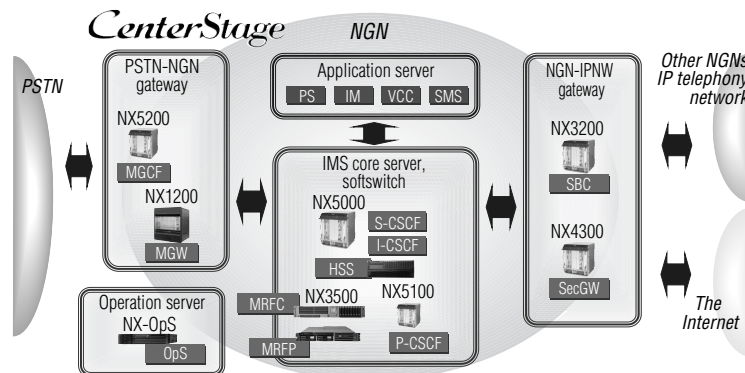 CenterStage
NGN
PSTN
PSTN-NGN
gateway
NX5200
MGCF
NX1200
MGW
Operation server
NX-OpS
OpS
Application server
PS
IM
VCC
SMS
IMS core server,
softswitch
NX5000
S-CSCF
I-CSCF
HSS
MRFC
NX3500
MRFP
NX5100
P-CSCF
NGN-IPNW
gateway
NX3200
SBC
NX4300
SecGW
Other NGNs
IP telephony
network
The
Internet